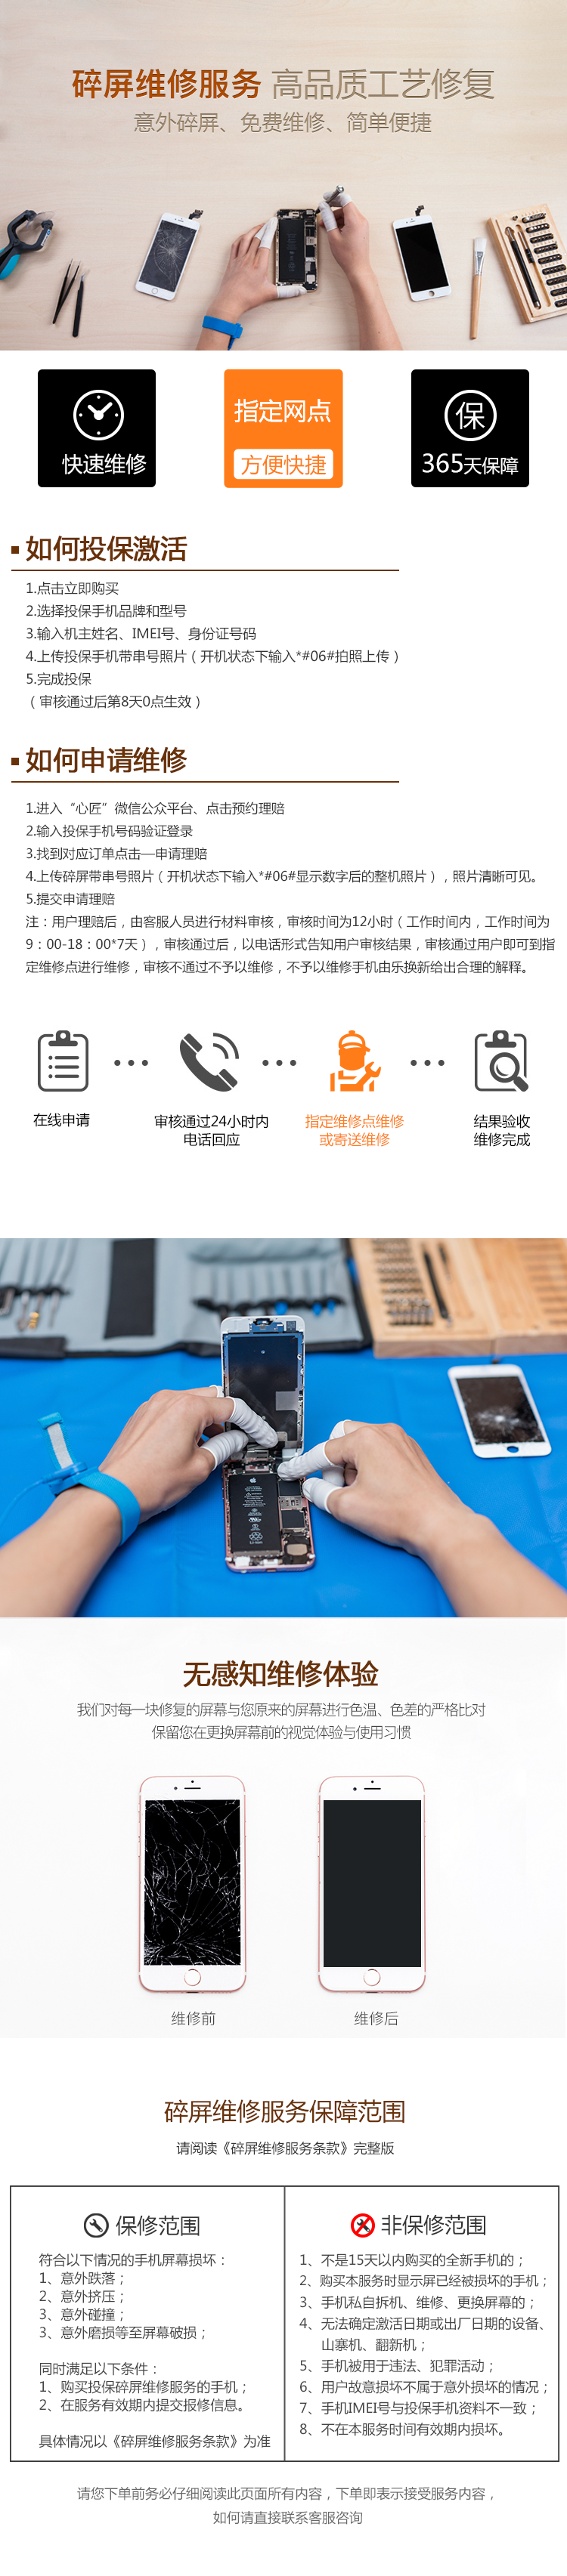 碎屏维修服务 高品质工艺修复
意外碎屏、免费维修、简单便捷
快速维修
指定网点
方便快捷
保
365天保障
如何投保激活
1.点击立即购买
2.选择投保手机品牌和型号
3.输入机主姓名、IMEI号、身份证号码
4.上传投保手机带串号照片（开机状态下输入*#06#拍照上传）
5.完成投保
（审核通过后第8天0点生效）
如何申请维修
1.进入“心匠”微信公众平台、点击预约理赔
2.输入投保手机号码验证登录
3.找到对应订单点击—申请理赔
4.上传碎屏带串号照片（开机状态下输入*#06#显示数字后的整机照片），照片清晰可见。
5.提交申请理赔
注：用户理赔后，由客服人员进行材料审核，审核时间为12小时（工作时间内，工作时间为
9：00-18：00*7天），审核通过后，以电话形式告知用户审核结果，审核通过用户即可到指
定维修点进行维修，审核不通过不予以维修，不予以维修手机由乐换新给出合理的解释。
在线申请
审核通过24小时内
电话回应
指定维修点维修
或寄送维修
结果验收
维修完成
无感知维修体验
我们对每一块修复的屏幕与您原来的屏幕进行色温、色差的严格比对
保留您在更换屏幕前的视觉体验与使用习惯
维修前
维修后
碎屏维修服务保障范围
请阅读《碎屏维修服务条款》完整版
保修范围
符合以下情况的手机屏幕损坏：
1、意外跌落；
2、意外挤压；
3、意外碰撞；
3、意外磨损等至屏幕破损；
同时满足以下条件：
1、购买投保碎屏维修服务的手机；
2、在服务有效期内提交报修信息。
具体情况以《碎屏维修服务条款》为准
非保修范围
1、不是15天以内购买的全新手机的；
2、购买本服务时显示屏已经被损坏的手机；
3、手机私自拆机、维修、更换屏幕的；
4、无法确定激活日期或出厂日期的设备、
山寨机、翻新机；
5、手机被用于违法、犯罪活动；
6、用户故意损坏不属于意外损坏的情况；
7、手机IMEI号与投保手机资料不一致；
8、不在本服务时间有效期内损坏。
请您下单前务必仔细阅读此页面所有内容，下单即表示接受服务内容，
如何请直接联系客服咨询